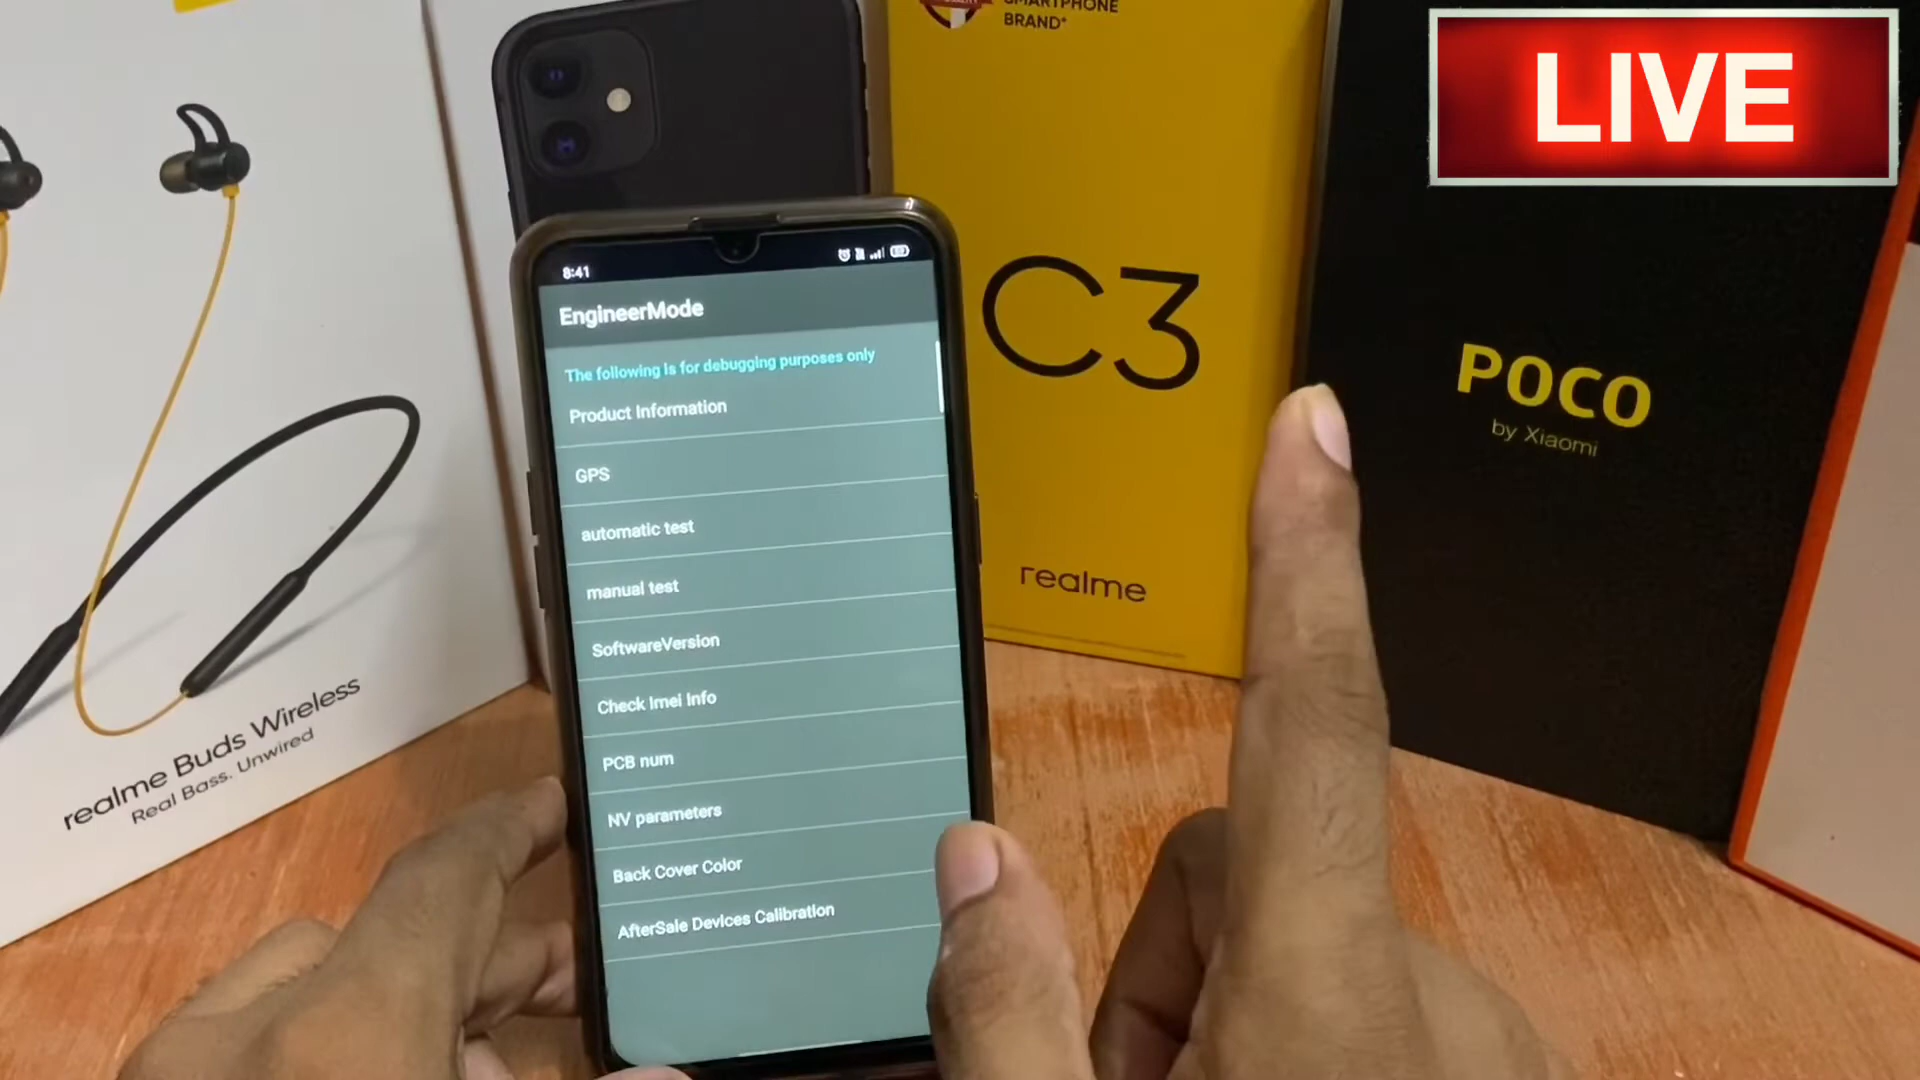 SMARTPHONE
BRAND*
LIVE
8:41
EngineerMode
The following is for debugging purposes only
Product Information
GPS
automatic test
manual test
SoftwareVersion
Check Imei Info
PCB num
NV parameters
Back Cover Color
AfterSale Devices Calibration
C3
realme
POCO
by Xiaomi
realme Buds Wireless
Real Bass. Unwired